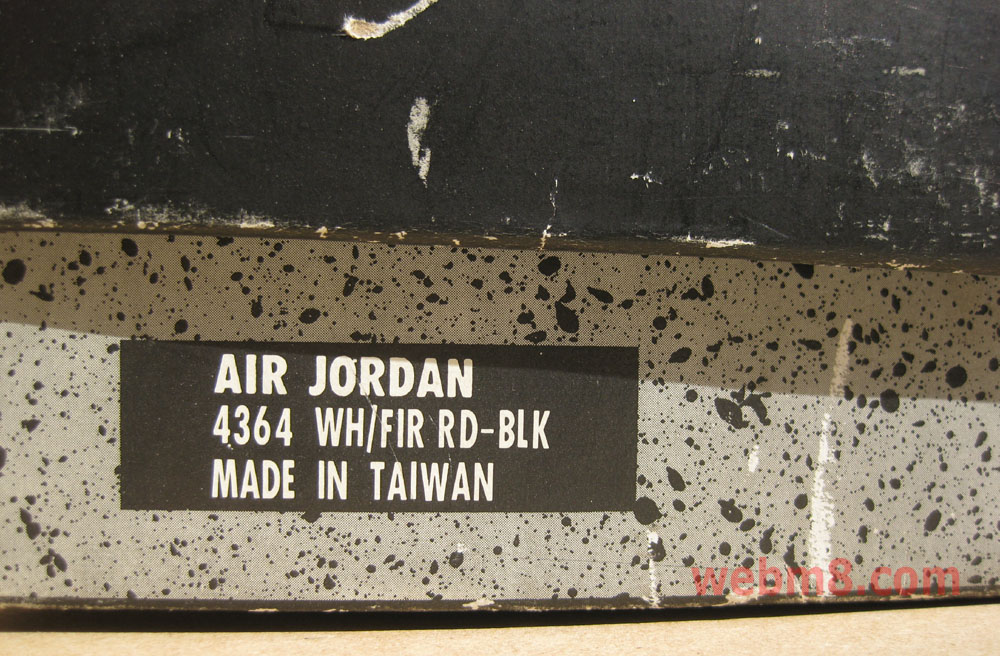 AIR JORDAN
4364 WH/FIR RD-BLK
MADE IN TAIWAN
webm8.com